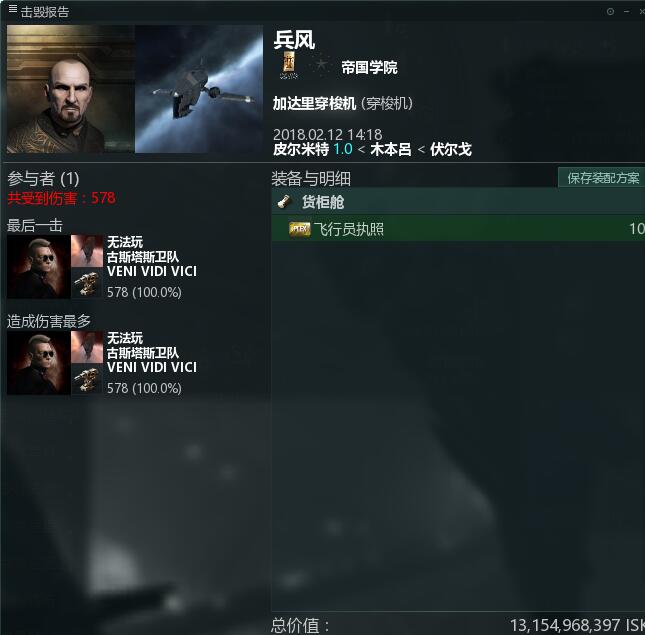 击毁报告
兵风
帝国学院
加达里穿梭机 (穿梭机)
2018.02.12 14:18
皮尔米特 1.0 < 木本吕 < 伏尔戈
参与者 (1)
共受到伤害：578
最后一击
无法玩
古斯塔斯卫队
VENI VIDI VICI
578 (100.0%)
造成伤害最多
无法玩
古斯塔斯卫队
VENI VIDI VICI
578 (100.0%)
装备与明细
保存装配方案
货柜舱
PLEX 飞行员执照 10
总价值： 13,154,968,397 ISK